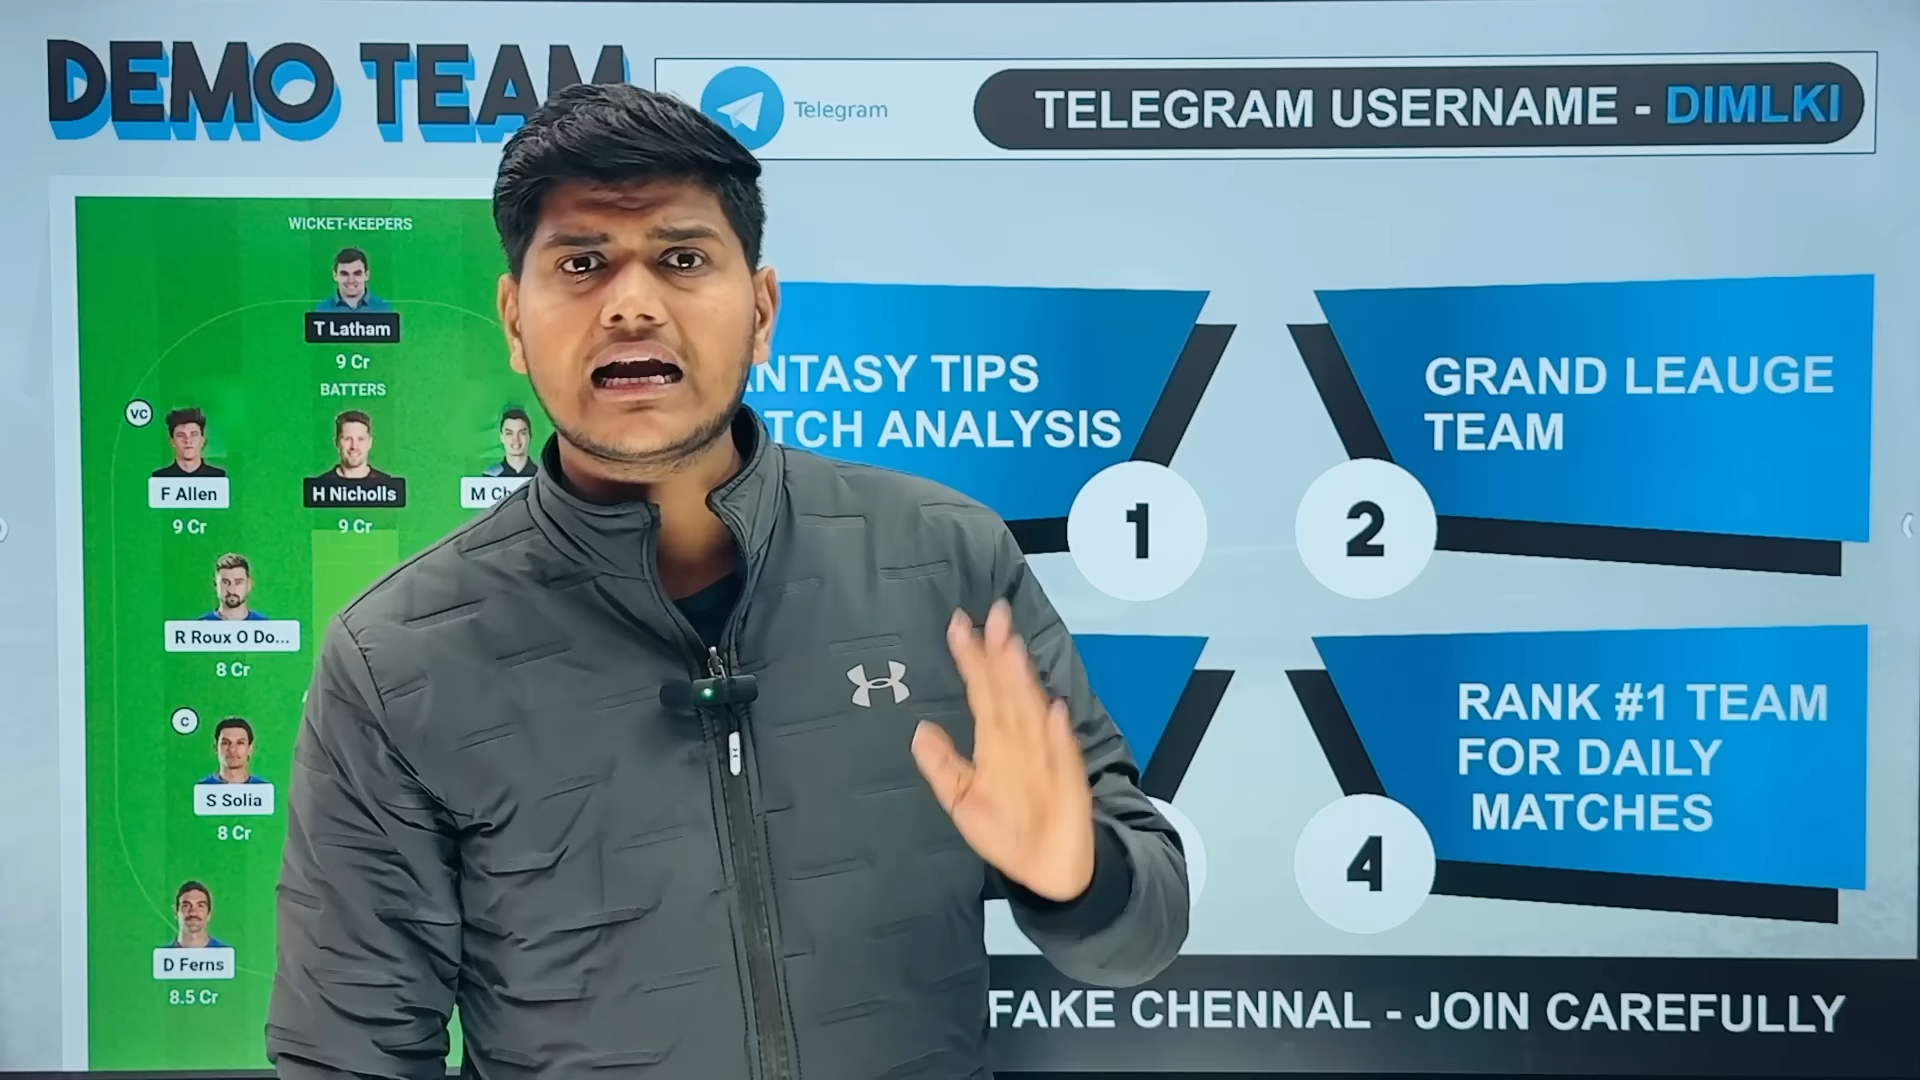 DEMO TEAM
Telegram
TELEGRAM USERNAME - DIMLKI
WICKET-KEEPERS
T Latham
9 Cr
BATTERS
VC
F Allen
9 Cr
H Nicholls
9 Cr
M Ch
R Roux O Do...
8 Cr
C
S Solia
8 Cr
D Ferns
8.5 Cr
NTASY TIPS
TCH ANALYSIS
1
GRAND LEAUGE
TEAM
2
RANK #1 TEAM
FOR DAILY
MATCHES
4
FAKE CHENNAL - JOIN CAREFULLY